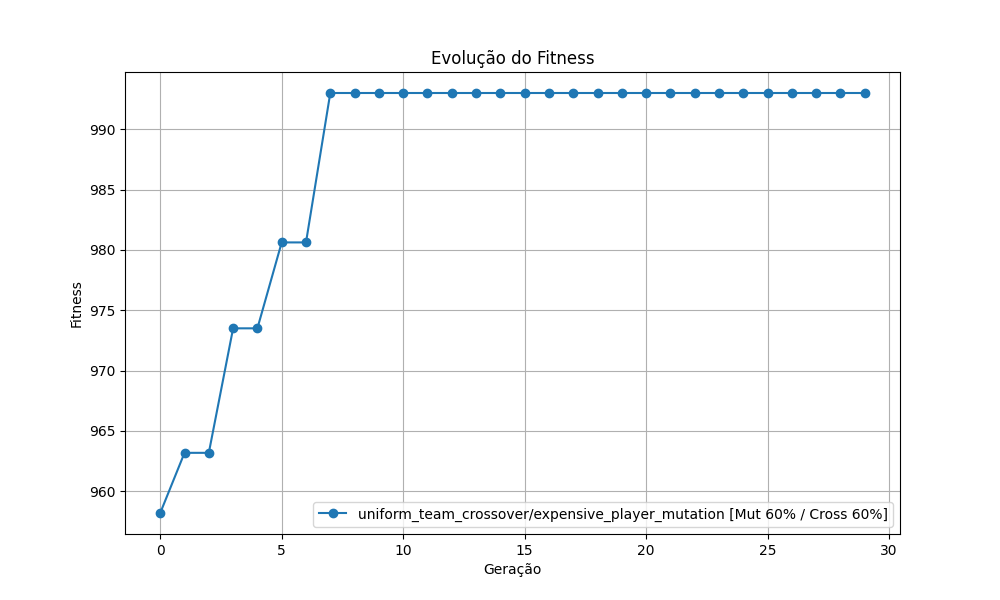 Evolução do Fitness
Fitness
990
985
980
975
970
965
960
uniform_team_crossover/expensive_player_mutation [Mut 60% / Cross 60%]
0 5 10 15 20 25 30
Geração